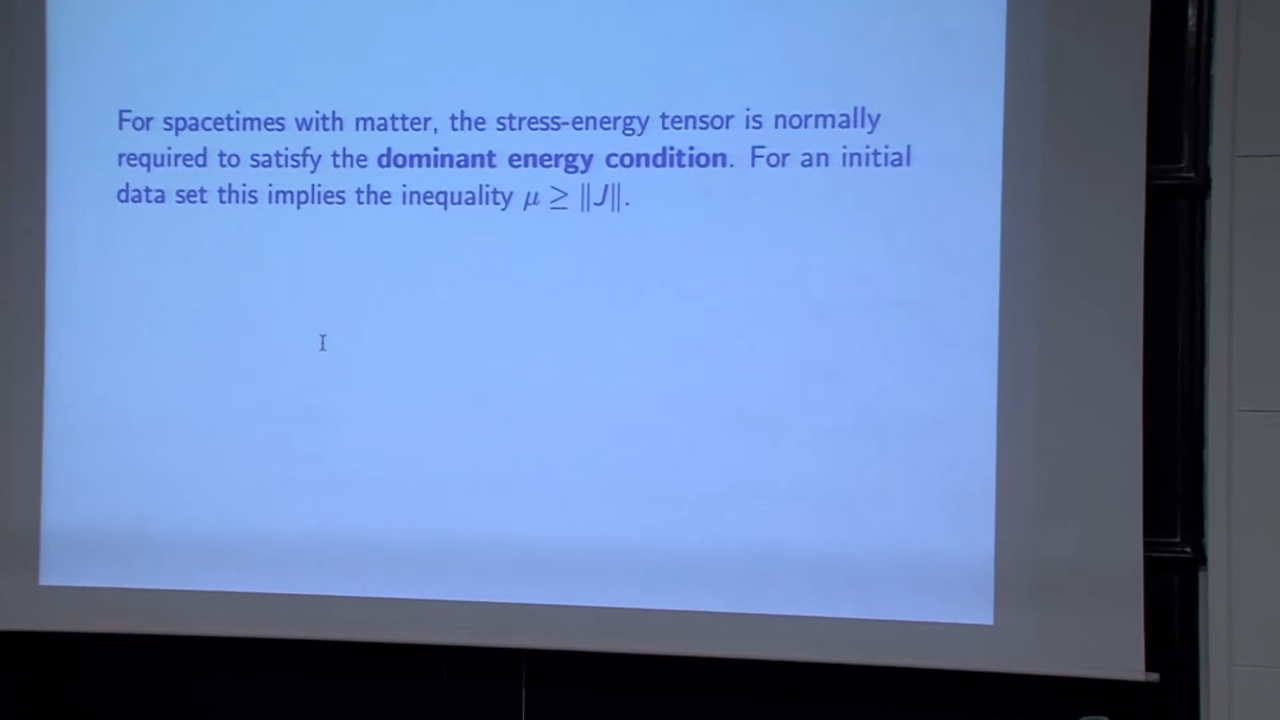 For spacetimes with matter, the stress-energy tensor is normally
required to satisfy the dominant energy condition. For an initial
data set this implies the inequality μ ≥ ‖J‖.